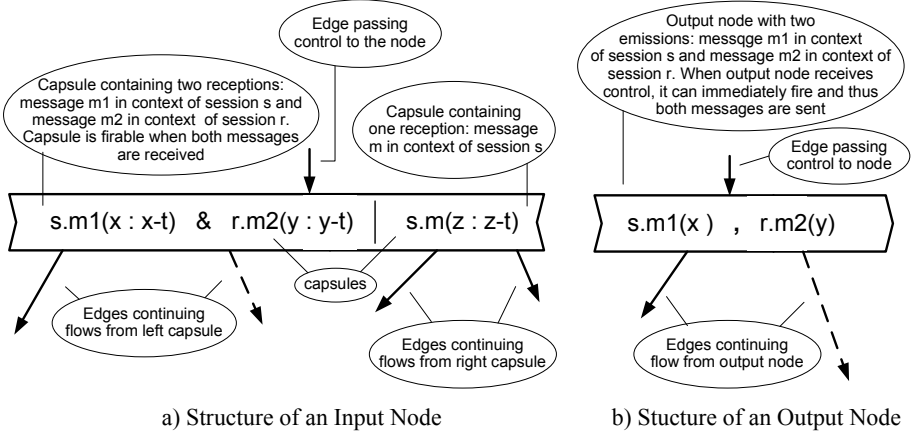 Edge passing
control to the node
Capsule containing two receptions:
message m1 in context of session s and
message m2 in context of session r.
Capsule is firable when both messages
are received
Capsule containing
one reception: message
m in context of session s
s.m1(x : x-t) & r.m2(y : y-t)
s.m(z : z-t)
capsules
Edges continuing
flows from left capsule
Edges continuing
flows from right capsule
a) Structure of an Input Node
Output node with two
emissions: messqge m1 in context
of session s and message m2 in context of
session r. When output node receives
control, it can immediately fire and thus
both messages are sent
Edge passing
control to node
s.m1(x ) , r.m2(y)
Edges continuing
flow from output node
b) Stucture of an Output Node